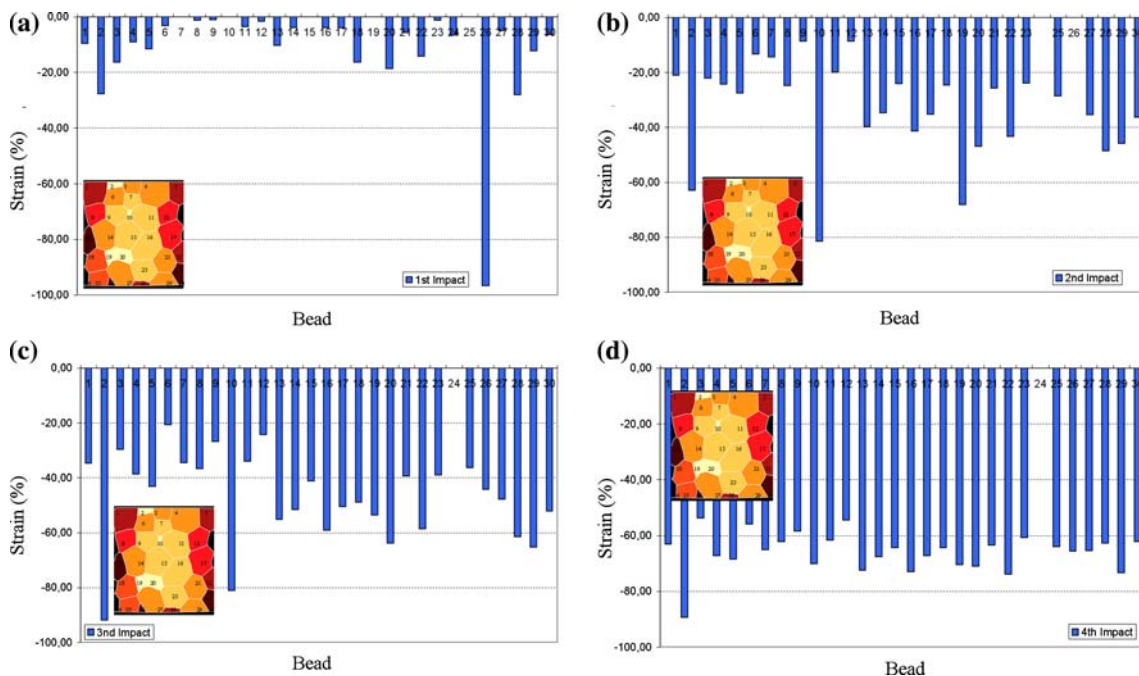 (a)
0,00
-20,00
-40,00
-60,00
-80,00
-100,00
Strain (%)
1 2 3 4 5 6 7 8 9 10 11 12 13 14 15 16 17 18 19 20 21 22 23 24 25 26 27 28 29 30
1st Impact
Bead
(b)
0,00
-20,00
-40,00
-60,00
-80,00
-100,00
Strain (%)
1 2 3 4 5 6 7 8 9 10 11 12 13 14 15 16 17 18 19 20 21 22 23 25 26 27 28 29 30
2nd Impact
Bead
(c)
0,00
-20,00
-40,00
-60,00
-80,00
-100,00
Strain (%)
1 2 3 4 5 6 7 8 9 10 11 12 13 14 15 16 17 18 19 20 21 22 23 24 25 26 27 28 29 30
3nd Impact
Bead
(d)
0,00
-20,00
-40,00
-60,00
-80,00
-100,00
Strain (%)
1 2 3 4 5 6 7 8 9 10 11 12 13 14 15 16 17 18 19 20 21 22 23 24 25 26 27 28 29 30
4th Impact
Bead